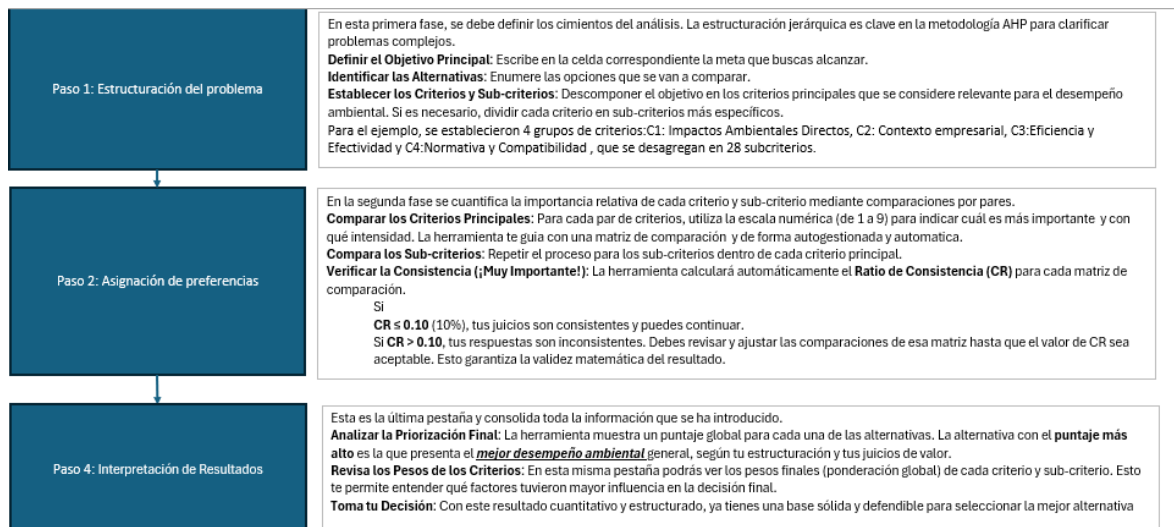 Paso 1: Estructuración del problema
En esta primera fase, se debe definir los cimientos del análisis. La estructuración jerárquica es clave en la metodología AHP para clarificar
problemas complejos.
Definir el Objetivo Principal: Escribe en la celda correspondiente la meta que buscas alcanzar.
Identificar las Alternativas: Enumere las opciones que se van a comparar.
Establecer los Criterios y Sub-criterios: Descomponer el objetivo en los criterios principales que se considere relevante para el desempeño
ambiental. Si es necesario, dividir cada criterio en sub-criterios más específicos.
Para el ejemplo, se establecieron 4 grupos de criterios:C1: Impactos Ambientales Directos, C2: Contexto empresarial, C3:Eficiencia y
Efectividad y C4:Normativa y Compatibilidad , que se desagregan en 28 subcriterios.
Paso 2: Asignación de preferencias
En la segunda fase se cuantifica la importancia relativa de cada criterio y sub-criterio mediante comparaciones por pares.
Comparar los Criterios Principales: Para cada par de criterios, utiliza la escala numérica (de 1 a 9) para indicar cuál es más importante y con
qué intensidad. La herramienta te guia con una matriz de comparación y de forma autogestionada y automatica.
Compara los Sub-criterios: Repetir el proceso para los sub-criterios dentro de cada criterio principal.
Verificar la Consistencia (¡Muy Importante!): La herramienta calculará automáticamente el Ratio de Consistencia (CR) para cada matriz de
comparación.
Si
CR ≤ 0.10 (10%), tus juicios son consistentes y puedes continuar.
Si CR > 0.10, tus respuestas son inconsistentes. Debes revisar y ajustar las comparaciones de esa matriz hasta que el valor de CR sea
aceptable. Esto garantiza la validez matemática del resultado.
Paso 4: Interpretación de Resultados
Esta es la última pestaña y consolida toda la información que se ha introducido.
Analizar la Priorización Final: La herramienta muestra un puntaje global para cada una de las alternativas. La alternativa con el puntaje más
alto es la que presenta el mejor desempeño ambiental general, según tu estructuración y tus juicios de valor.
Revisa los Pesos de los Criterios: En esta misma pestaña podrás ver los pesos finales (ponderación global) de cada criterio y sub-criterio. Esto
te permite entender qué factores tuvieron mayor influencia en la decisión final.
Toma tu Decisión: Con este resultado cuantitativo y estructurado, ya tienes una base sólida y defendible para seleccionar la mejor alternativa